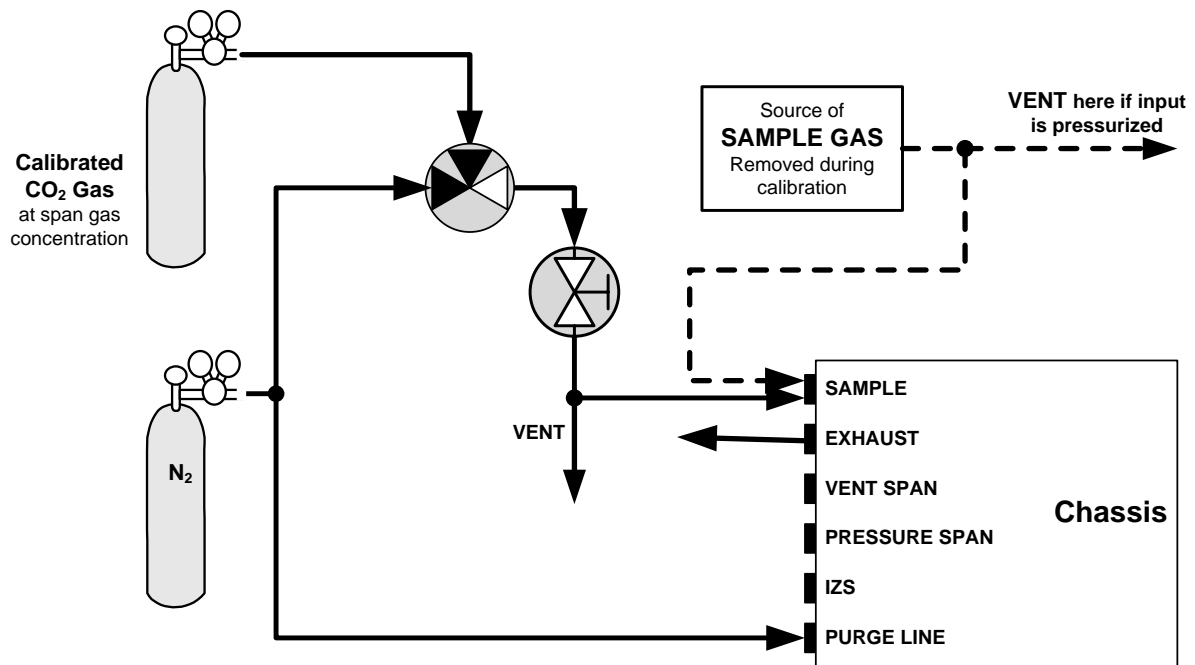 Calibrated
CO₂ Gas
at span gas
concentration
Source of
SAMPLE GAS
Removed during
calibration
VENT here if input
is pressurized
N₂
VENT
SAMPLE
EXHAUST
VENT SPAN
PRESSURE SPAN
IZS
PURGE LINE
Chassis